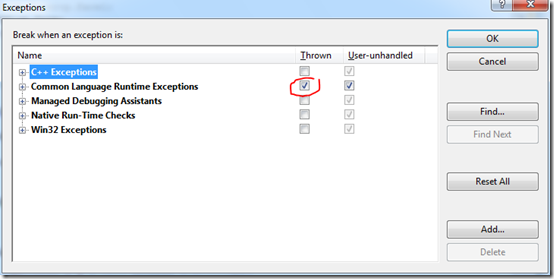 Exceptions
Break when an exception is:
Name Thrown User-unhandled
C++ Exceptions
Common Language Runtime Exceptions
Managed Debugging Assistants
Native Run-Time Checks
Win32 Exceptions
OK
Cancel
Find...
Find Next
Reset All
Add...
Delete